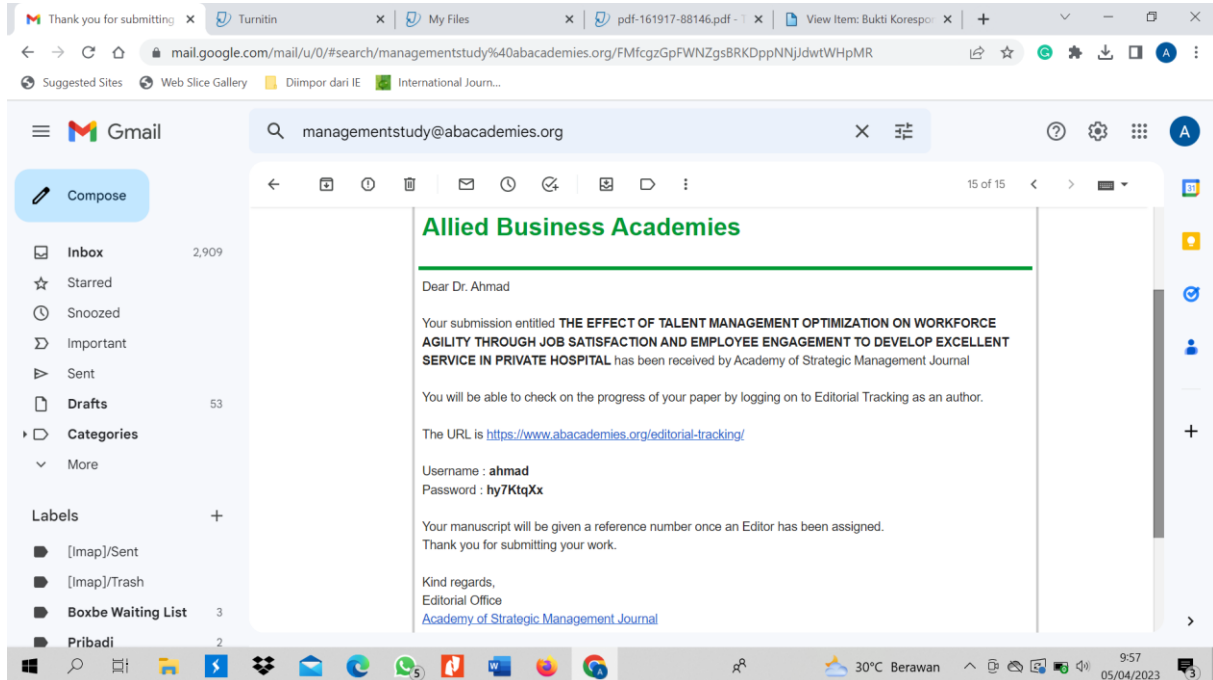 Thank you for submitting
Turnitin
My Files
pdf-161917-88146.pdf - T
View Item: Bukti Korespor
mail.google.com/mail/u/0/#search/managementstudy%40abacademies.org/FMfcgzGpFWNZgsBRKDppNNjJdwtWHpMR
Suggested Sites
Web Slice Gallery
Diimpor dari IE
International Journ...
Gmail
managementstudy@abacademies.org
A
Compose
15 of 15
Inbox 2,909
Starred
Snoozed
Important
Sent
Drafts 53
Categories
More
Labels
[Imap]/Sent
[Imap]/Trash
Boxbe Waiting List 3
Pribadi 2
Allied Business Academies
Dear Dr. Ahmad
Your submission entitled THE EFFECT OF TALENT MANAGEMENT OPTIMIZATION ON WORKFORCE
AGILITY THROUGH JOB SATISFACTION AND EMPLOYEE ENGAGEMENT TO DEVELOP EXCELLENT
SERVICE IN PRIVATE HOSPITAL has been received by Academy of Strategic Management Journal
You will be able to check on the progress of your paper by logging on to Editorial Tracking as an author.
The URL is https://www.abacademies.org/editorial-tracking/
Username : ahmad
Password : hy7KtqXx
Your manuscript will be given a reference number once an Editor has been assigned.
Thank you for submitting your work.
Kind regards,
Editorial Office
Academy of Strategic Management Journal
30°C Berawan
9:57
05/04/2023